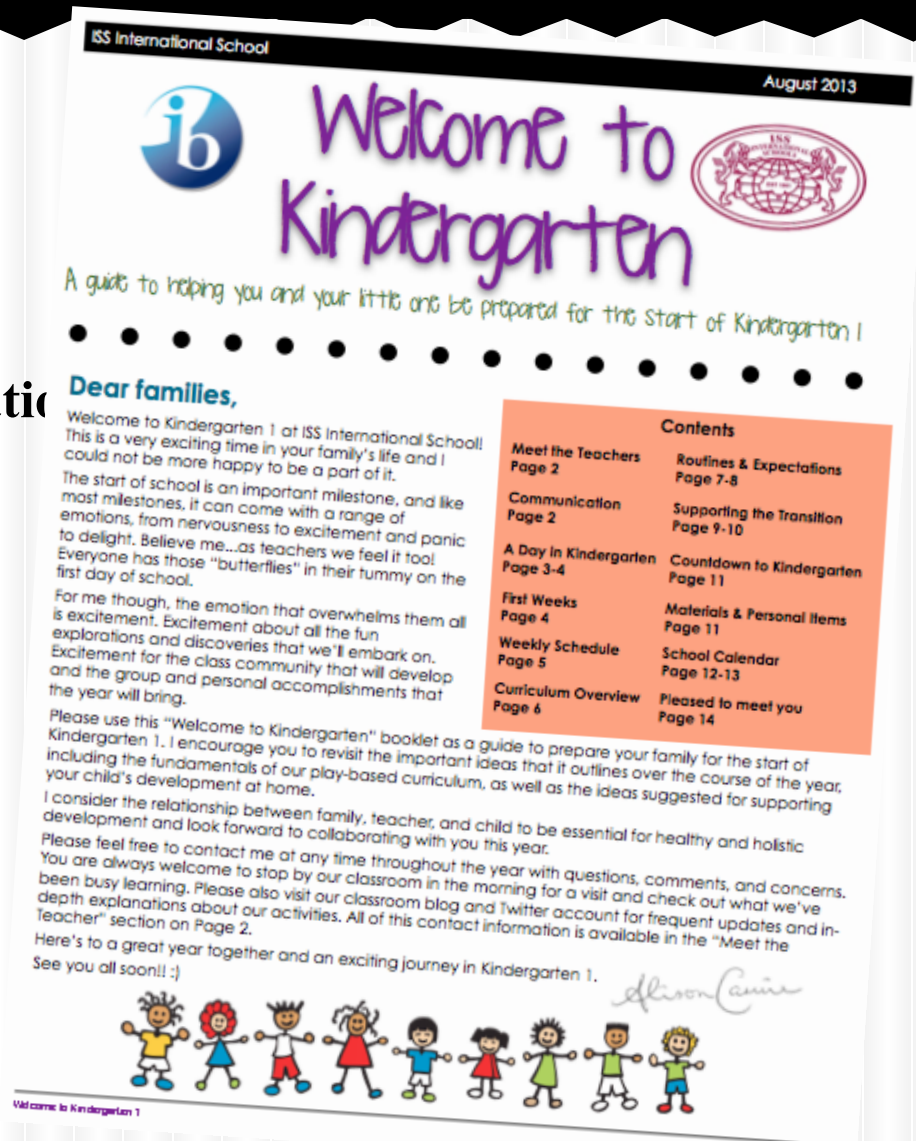 ISS International School
August 2013
ib
Welcome to
Kindergarten
ISS
INTERNATIONAL
SCHOOLS
A guide to helping you and your little one be prepared for the start of Kindergarten !
Dear families,
Welcome to Kindergarten 1 at ISS International School!
This is a very exciting time in your family's life and I
could not be more happy to be a part of it.
The start of school is an important milestone, and like
most milestones, it can come with a range of
emotions, from nervousness to excitement and panic
to delight. Believe me...as teachers we feel it too!
Everyone has those "butterflies" in their tummy on the
first day of school.
For me though, the emotion that overwhelms them all
is excitement. Excitement about all the fun
explorations and discoveries that we'll embark on.
Excitement for the class community that will develop
and the group and personal accomplishments that
the year will bring.
Contents
Meet the Teachers
Page 2
Communication
Page 2
A Day in Kindergarten
Page 3-4
First Weeks
Page 4
Weekly Schedule
Page 5
Curriculum Overview
Page 6
Routines & Expectations
Page 7-8
Supporting the Transition
Page 9-10
Countdown to Kindergarten
Page 11
Materials & Personal Items
Page 11
School Calendar
Page 12-13
Pleased to meet you
Page 14
Please use this "Welcome to Kindergarten" booklet as a guide to prepare your family for the start of
Kindergarten 1. I encourage you to revisit the important ideas that it outlines over the course of the year,
including the fundamentals of our play-based curriculum, as well as the ideas suggested for supporting
your child's development at home.
I consider the relationship between family, teacher, and child to be essential for healthy and holistic
development and look forward to collaborating with you this year.
Please feel free to contact me at any time throughout the year with questions, comments, and concerns.
You are always welcome to stop by our classroom in the morning for a visit and check out what we've
been busy learning. Please also visit our classroom blog and Twitter account for frequent updates and in-
depth explanations about our activities. All of this contact information is available in the "Meet the
Teacher" section on Page 2.
Here's to a great year together and an exciting journey in Kindergarten 1.
See you all soon!! :)
Alison
Welcome to Kindergarten 1